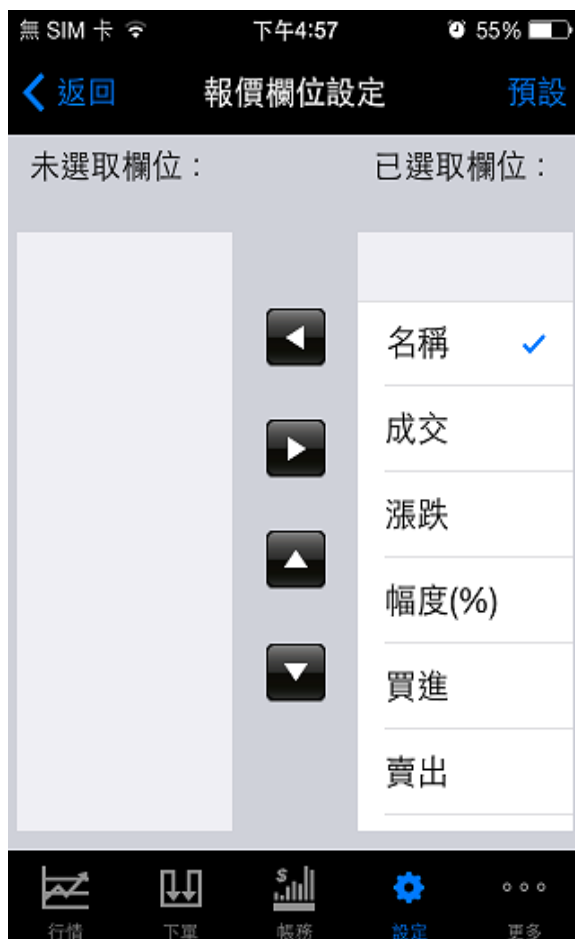 無 SIM 卡 下午4:57 55%
返回 報價欄位設定 預設
未選取欄位： 已選取欄位：
名稱
成交
漲跌
幅度(%)
買進
賣出
行情 下單 帳務 設定 更多